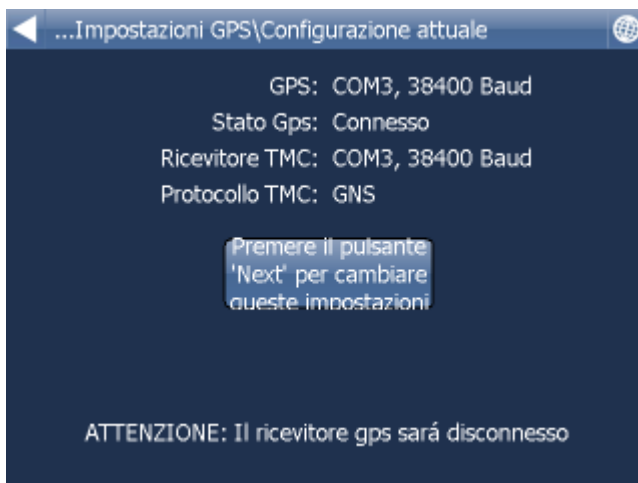 ...Impostazioni GPS\Configurazione attuale
GPS: COM3, 38400 Baud
Stato Gps: Connesso
Ricevitore TMC: COM3, 38400 Baud
Protocollo TMC: GNS
Premere il pulsante
'Next' per cambiare
queste impostazioni
ATTENZIONE: Il ricevitore gps sará disconnesso